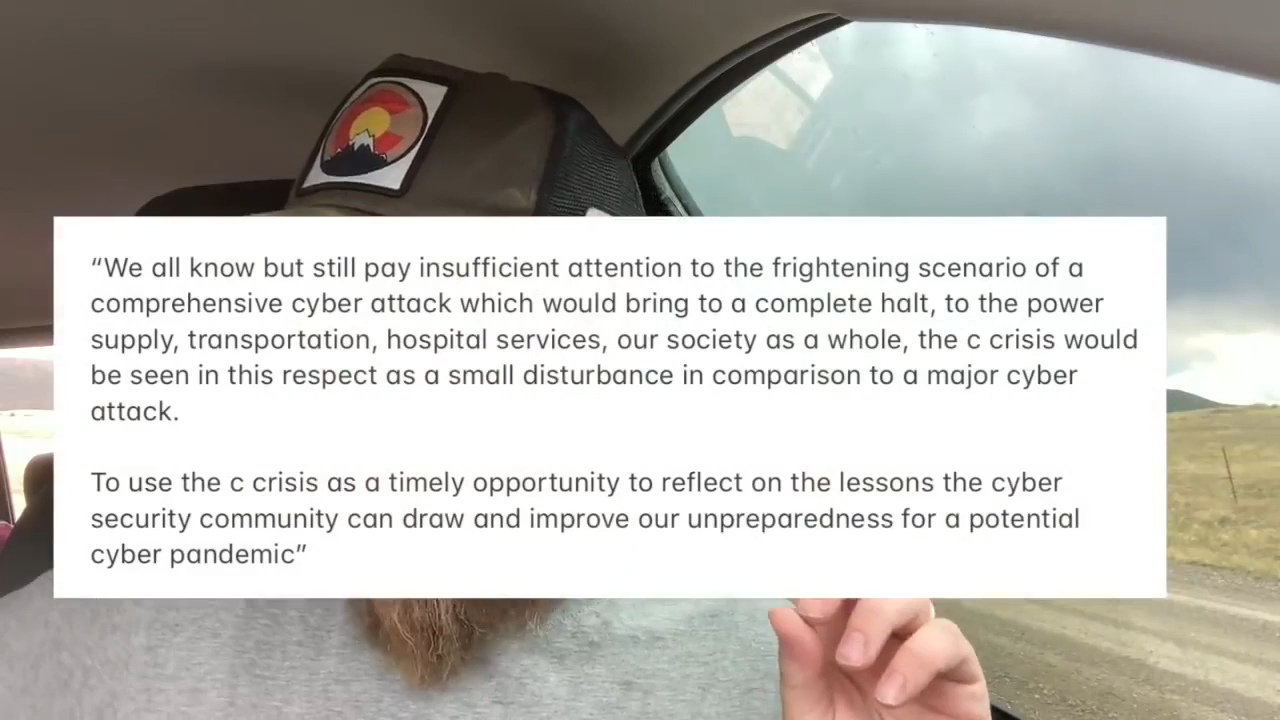 “We all know but still pay insufficient attention to the frightening scenario of a
comprehensive cyber attack which would bring to a complete halt, to the power
supply, transportation, hospital services, our society as a whole, the c crisis would
be seen in this respect as a small disturbance in comparison to a major cyber
attack.
To use the c crisis as a timely opportunity to reflect on the lessons the cyber
security community can draw and improve our unpreparedness for a potential
cyber pandemic”